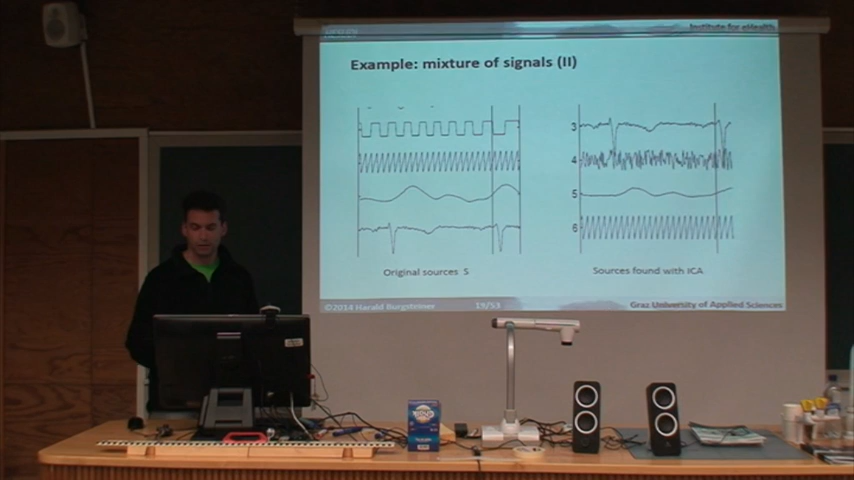 Institute for eHealth
Example: mixture of signals (II)
3
4
5
6
Original sources S
Sources found with ICA
©2014 Harald Burgsteiner
19/53
Graz University of Applied Sciences